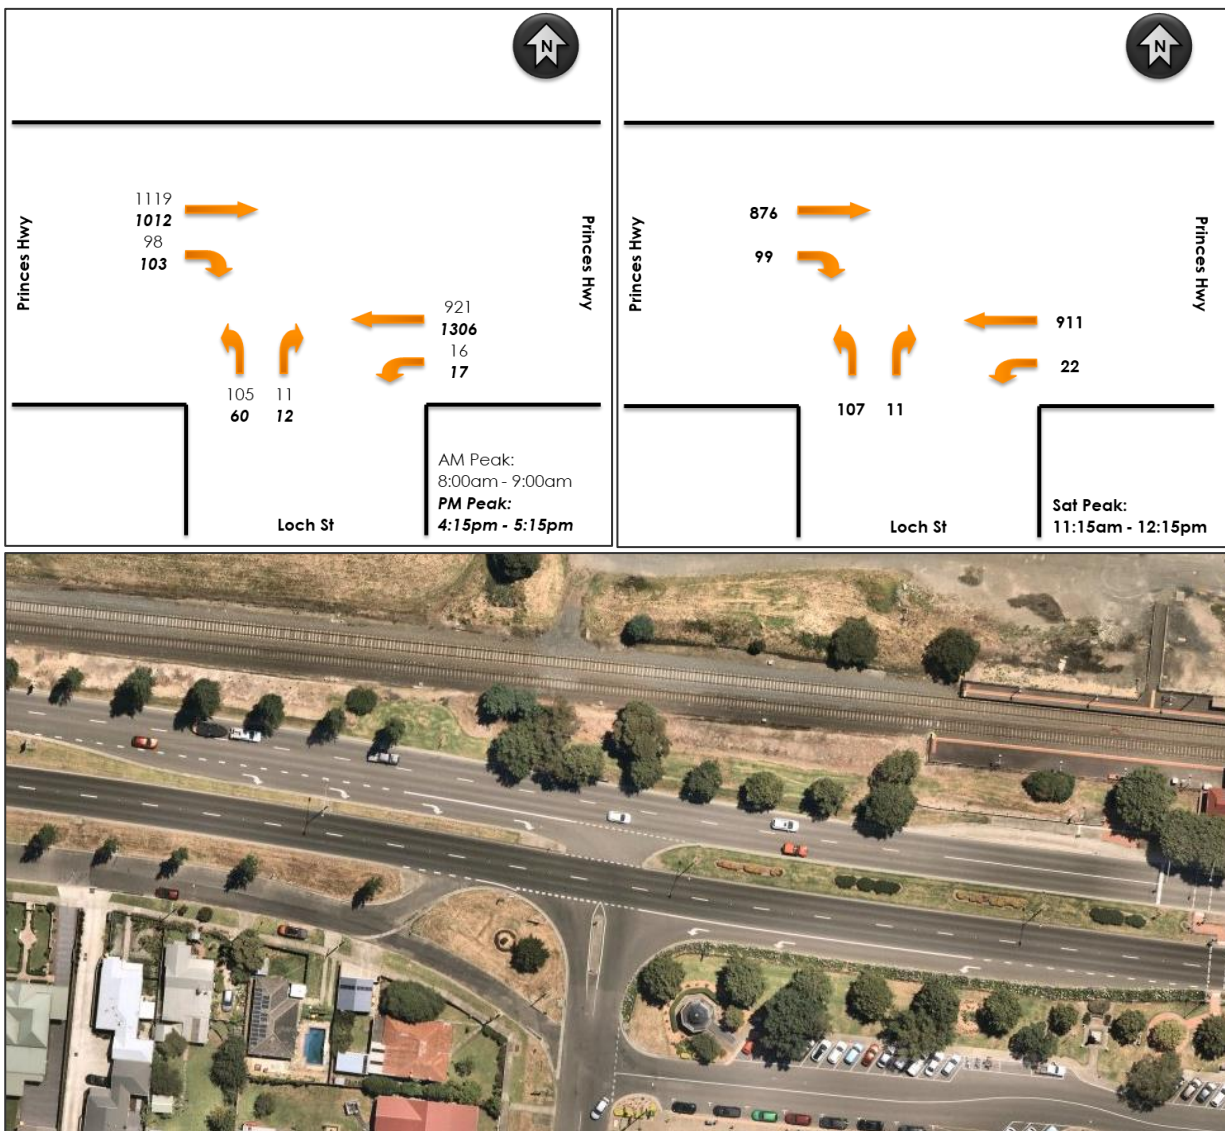 N
1119
1012
98
103
Princes Hwy
Princes Hwy
921
1306
16
17
105 11
60 12
AM Peak:
8:00am - 9:00am
PM Peak:
4:15pm - 5:15pm
Loch St
N
876
99
Princes Hwy
Princes Hwy
911
22
107 11
Sat Peak:
11:15am - 12:15pm
Loch St